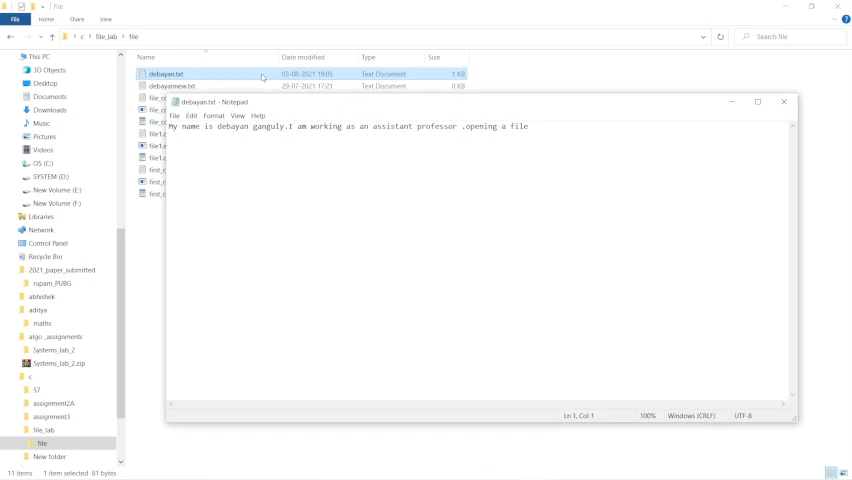 file
File Home Share View
c file_lab file
Search file
Name Date modified Type Size
This PC
3D Objects
Desktop
Documents
Downloads
Music
Pictures
Videos
OS (C:)
SYSTEM (D:)
New Volume (E:)
New Volume (F:)
Libraries
Network
Control Panel
Recycle Bin
2021_paper_submitted
rupam_PUBG
abhishek
aditya
maths
algo _assignments
Systems_lab_2
Systems_lab_2.zip
c
S7
assignment2A
assignment3
file_lab
file
New folder
debayan.txt 03-08-2021 19:05 Text Document 1 KB
debayannew.txt 29-07-2021 17:21 Text Document 0 KB
debayan.txt - Notepad
File Edit Format View Help
My name is debayan ganguly.I am working as an assistant professor .opening a file
Ln 1, Col 1 100% Windows (CRLF) UTF-8
11 items 1 item selected 81 bytes